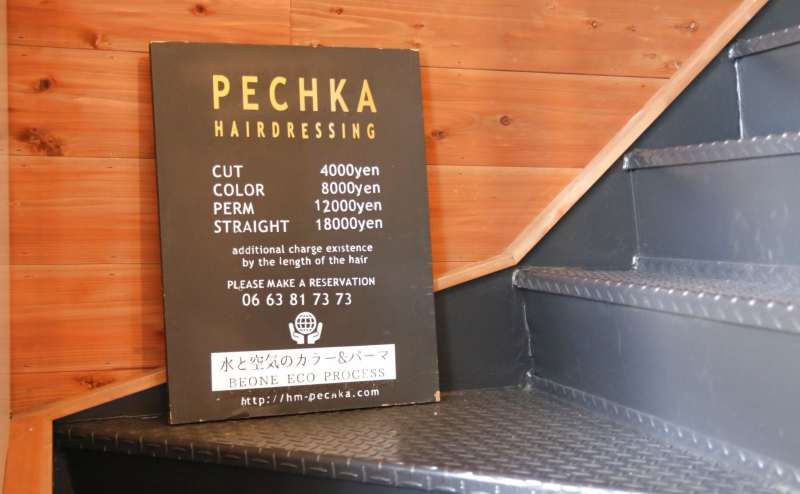 PECHKA
HAIRDRESSING
CUT 4000yen
COLOR 8000yen
PERM 12000yen
STRAIGHT 18000yen
additional charge existence
by the length of the hair
PLEASE MAKE A RESERVATION
06 63 81 73 73
水と空気のカラー&パーマ
BEONE ECO PROCESS
http://hm-pechka.com